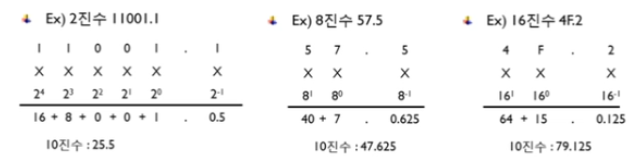 Ex) 2진수 11001.1
1 1 0 0 1 . 1
X X X X X X
2⁴ 2³ 2² 2¹ 2⁰ 2⁻¹
16 + 8 + 0 + 0 + 1 . 0.5
10진수 : 25.5
Ex) 8진수 57.5
5 7 . 5
X X X
8¹ 8⁰ 8⁻¹
40 + 7 . 0.625
10진수 : 47.625
Ex) 16진수 4F.2
4 F . 2
X X X
16¹ 16⁰ 16⁻¹
64 + 15 . 0.125
10진수 : 79.125